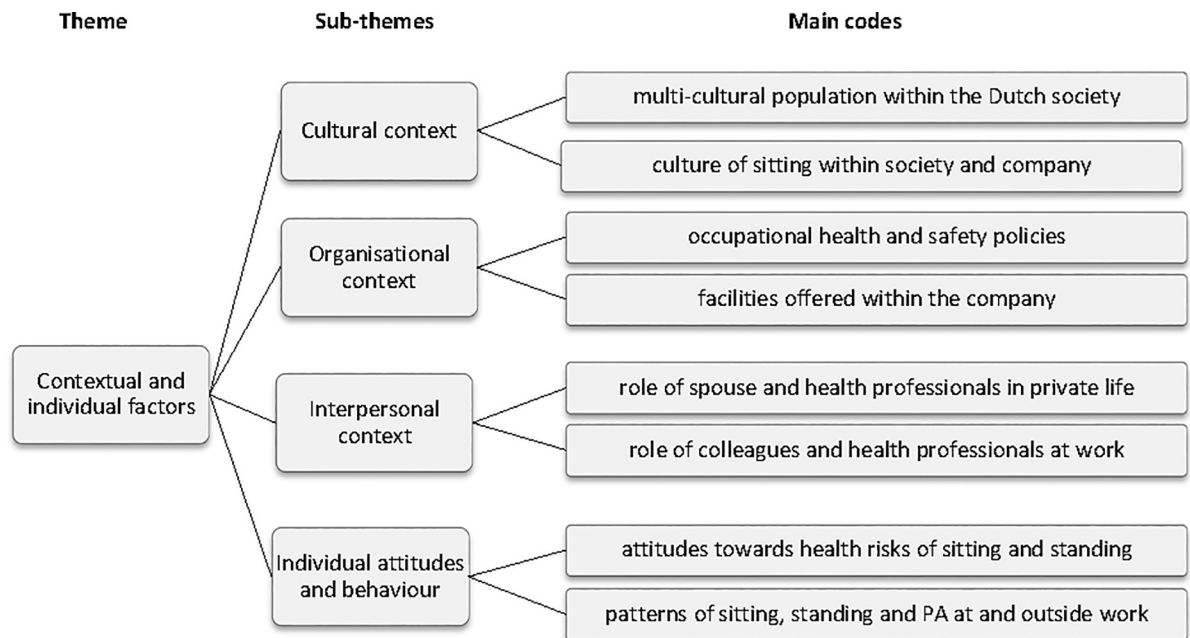 Theme
Sub-themes
Main codes
Contextual and
individual factors
Cultural context
multi-cultural population within the Dutch society
culture of sitting within society and company
Organisational
context
occupational health and safety policies
facilities offered within the company
Interpersonal
context
role of spouse and health professionals in private life
role of colleagues and health professionals at work
Individual attitudes
and behaviour
attitudes towards health risks of sitting and standing
patterns of sitting, standing and PA at and outside work